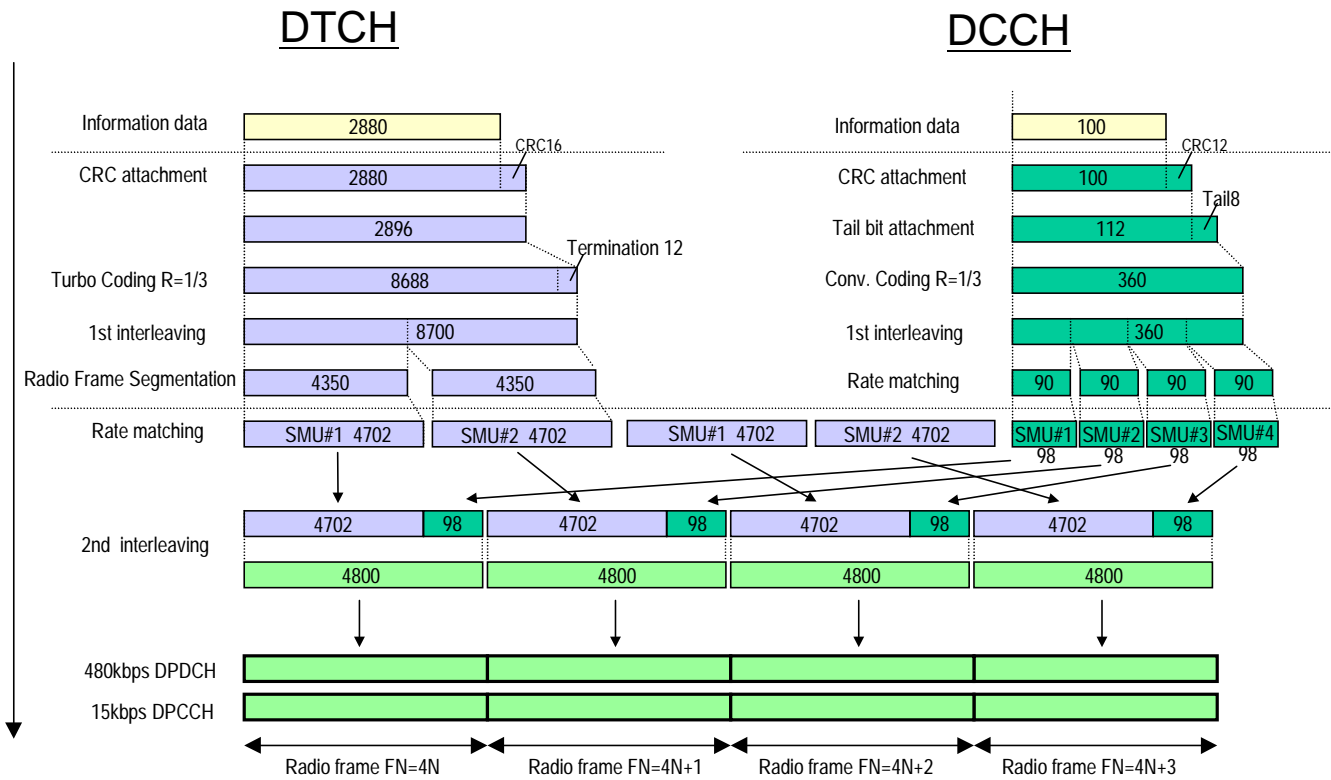 DTCH DCCH
Information data 2880 Information data 100
CRC16 CRC12
CRC attachment 2880 CRC attachment 100
Tail8
2896 Tail bit attachment 112
Termination 12
Turbo Coding R=1/3 8688 Conv. Coding R=1/3 360
1st interleaving 8700 1st interleaving 360
Radio Frame Segmentation 4350 4350 Rate matching 90 90 90 90
Rate matching SMU#1 4702 SMU#2 4702 SMU#1 4702 SMU#2 4702 SMU#1 SMU#2 SMU#3 SMU#4
98 98 98 98
4702 98 4702 98 4702 98 4702 98
2nd interleaving
4800 4800 4800 4800
480kbps DPDCH
15kbps DPCCH
Radio frame FN=4N Radio frame FN=4N+1 Radio frame FN=4N+2 Radio frame FN=4N+3